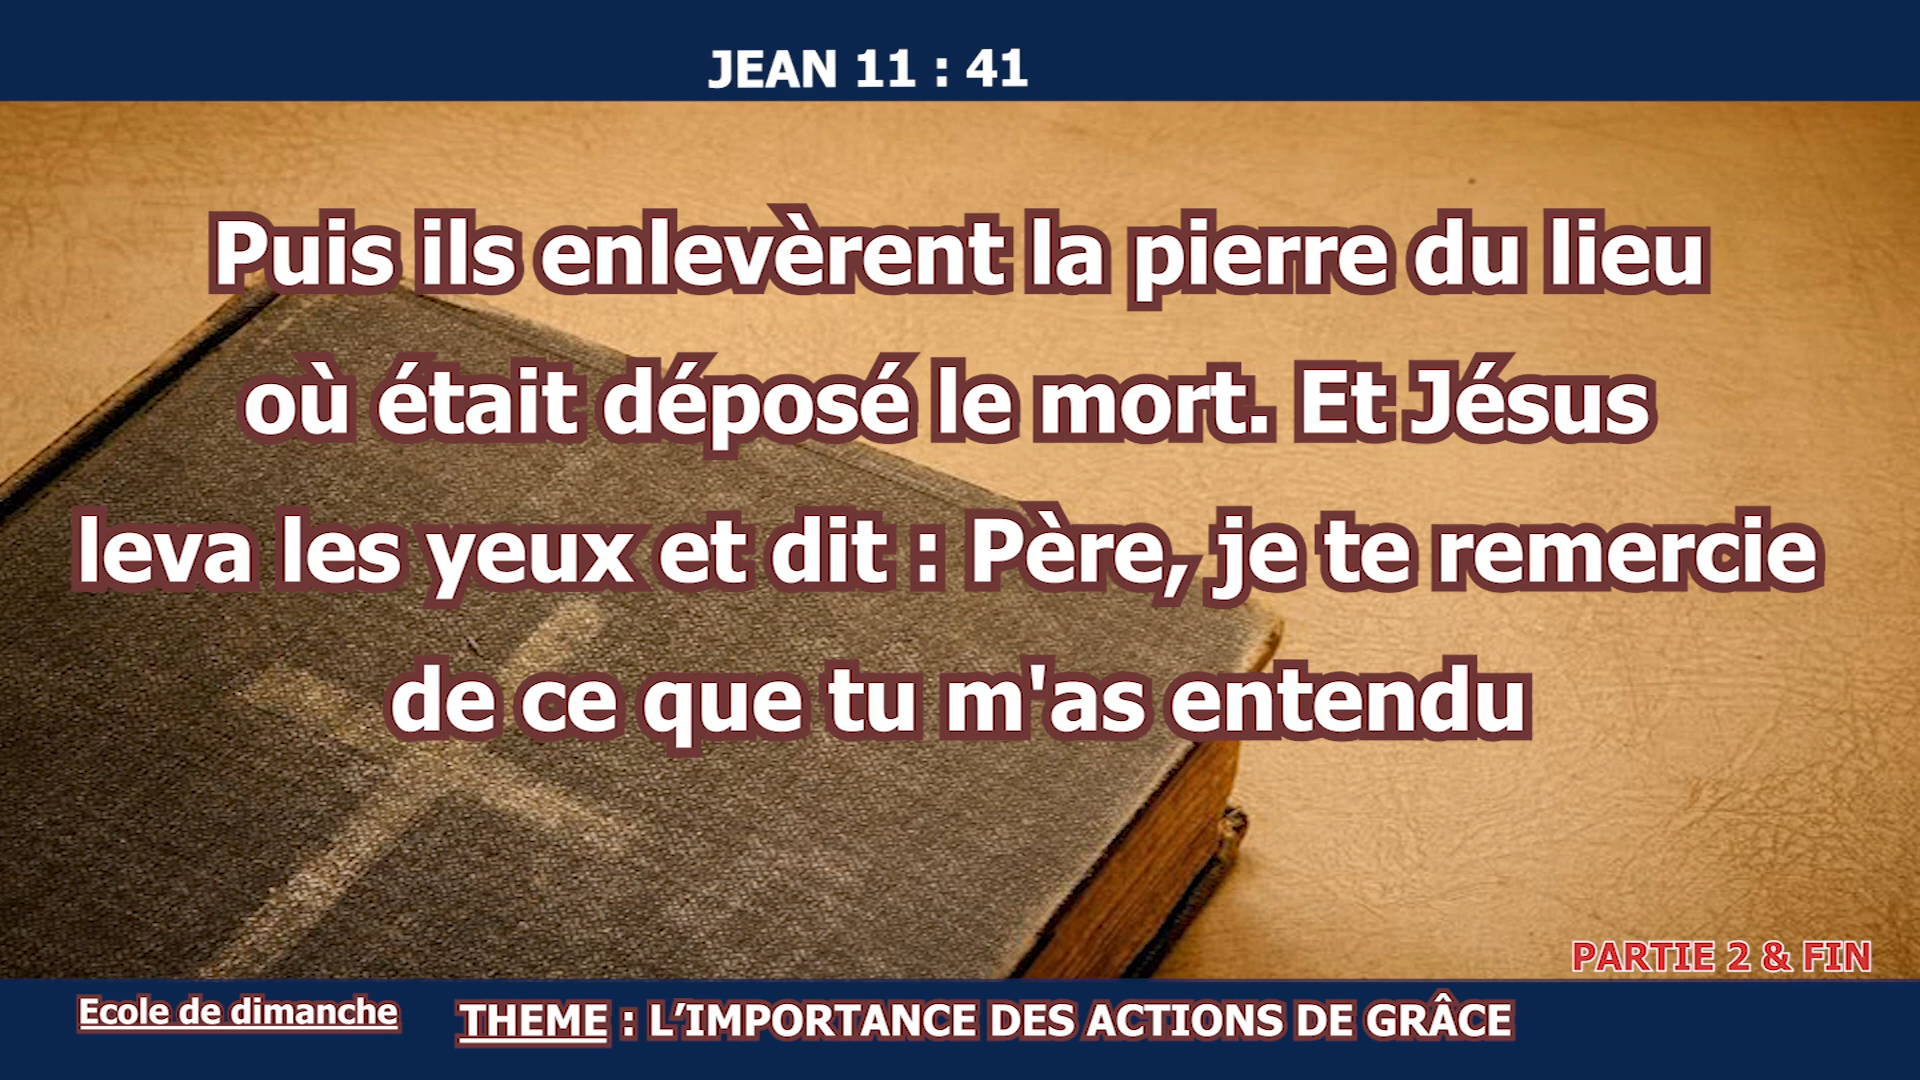 JEAN 11 : 41
Puis ils enlevèrent la pierre du lieu
où était déposé le mort. Et Jésus
leva les yeux et dit : Père, je te remercie
de ce que tu m'as entendu
PARTIE 2 & FIN
Ecole de dimanche
THEME : L’IMPORTANCE DES ACTIONS DE GRÂCE